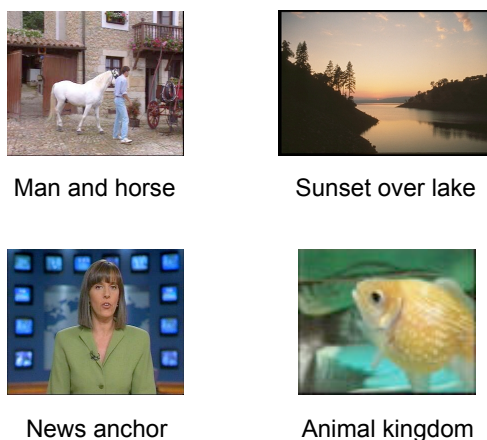 Man and horse
Sunset over lake
News anchor
Animal kingdom